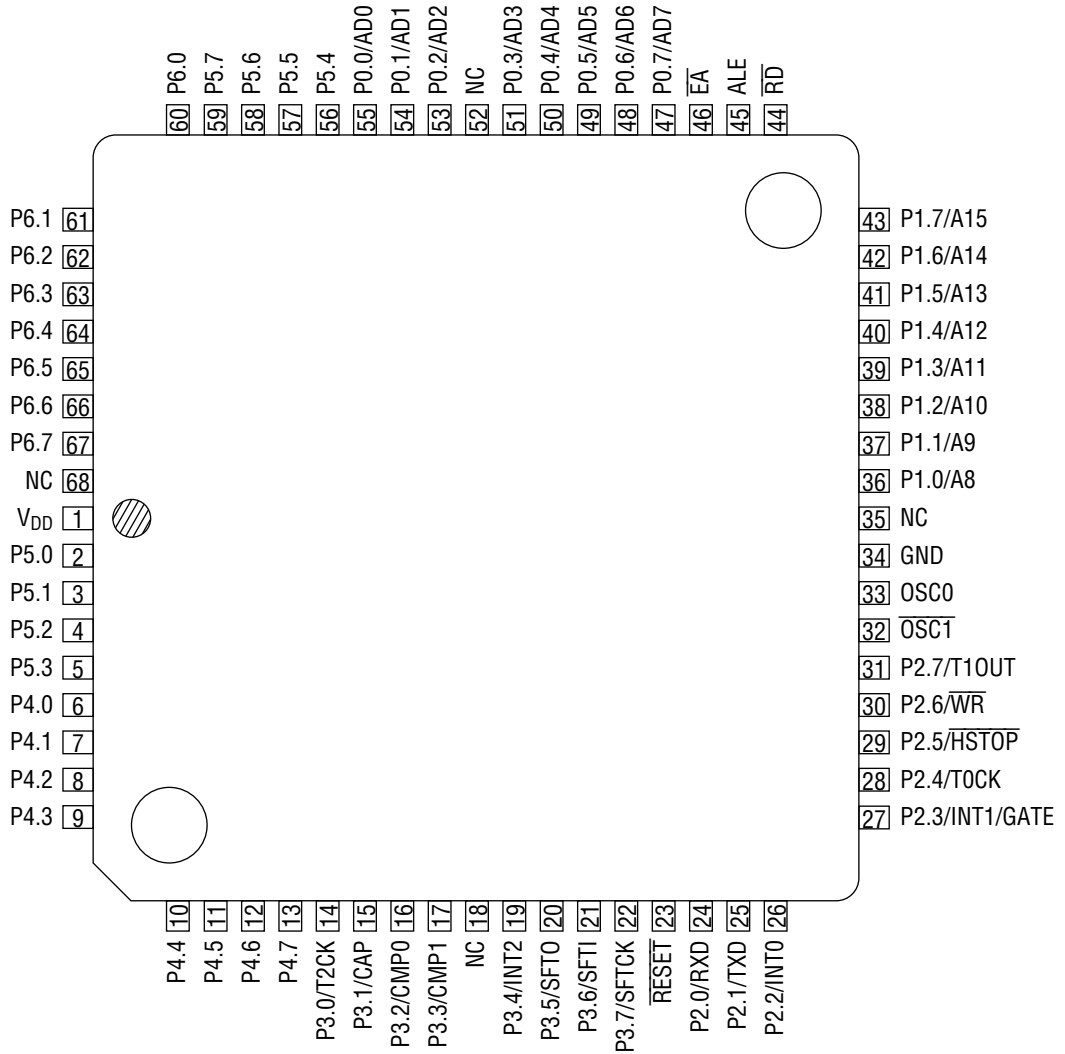 60 P6.0
59 P5.7
58 P5.6
57 P5.5
56 P5.4
55 P0.0/AD0
54 P0.1/AD1
53 P0.2/AD2
52 NC
51 P0.3/AD3
50 P0.4/AD4
49 P0.5/AD5
48 P0.6/AD6
47 P0.7/AD7
46 E̅A̅
45 ALE
44 R̅D̅
P6.1 61
P6.2 62
P6.3 63
P6.4 64
P6.5 65
P6.6 66
P6.7 67
NC 68
VDD 1
P5.0 2
P5.1 3
P5.2 4
P5.3 5
P4.0 6
P4.1 7
P4.2 8
P4.3 9
43 P1.7/A15
42 P1.6/A14
41 P1.5/A13
40 P1.4/A12
39 P1.3/A11
38 P1.2/A10
37 P1.1/A9
36 P1.0/A8
35 NC
34 GND
33 OSC0
32 O̅S̅C̅1̅
31 P2.7/T1OUT
30 P2.6/W̅R̅
29 P2.5/H̅S̅T̅O̅P̅
28 P2.4/T0CK
27 P2.3/INT1/GATE
P4.4 10
P4.5 11
P4.6 12
P4.7 13
P3.0/T2CK 14
P3.1/CAP 15
P3.2/CMP0 16
P3.3/CMP1 17
NC 18
P3.4/INT2 19
P3.5/SFTO 20
P3.6/SFTI 21
P3.7/SFTCK 22
R̅E̅S̅E̅T̅ 23
P2.0/RXD 24
P2.1/TXD 25
P2.2/INT0 26